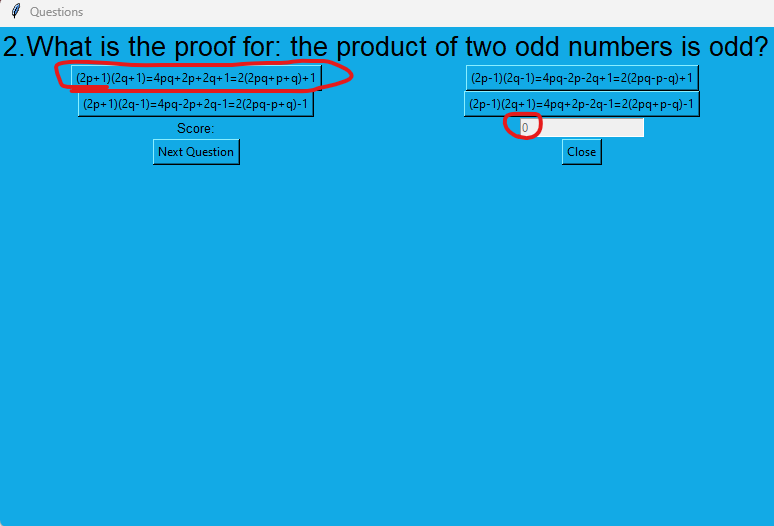 Questions
2.What is the proof for: the product of two odd numbers is odd?
(2p+1)(2q+1)=4pq+2p+2q+1=2(2pq+p+q)+1 (2p-1)(2q-1)=4pq-2p-2q+1=2(2pq-p-q)+1
(2p+1)(2q-1)=4pq-2p+2q-1=2(2pq-p+q)-1 (2p-1)(2q+1)=4pq+2p-2q-1=2(2pq+p-q)-1
Score: 0
Next Question Close